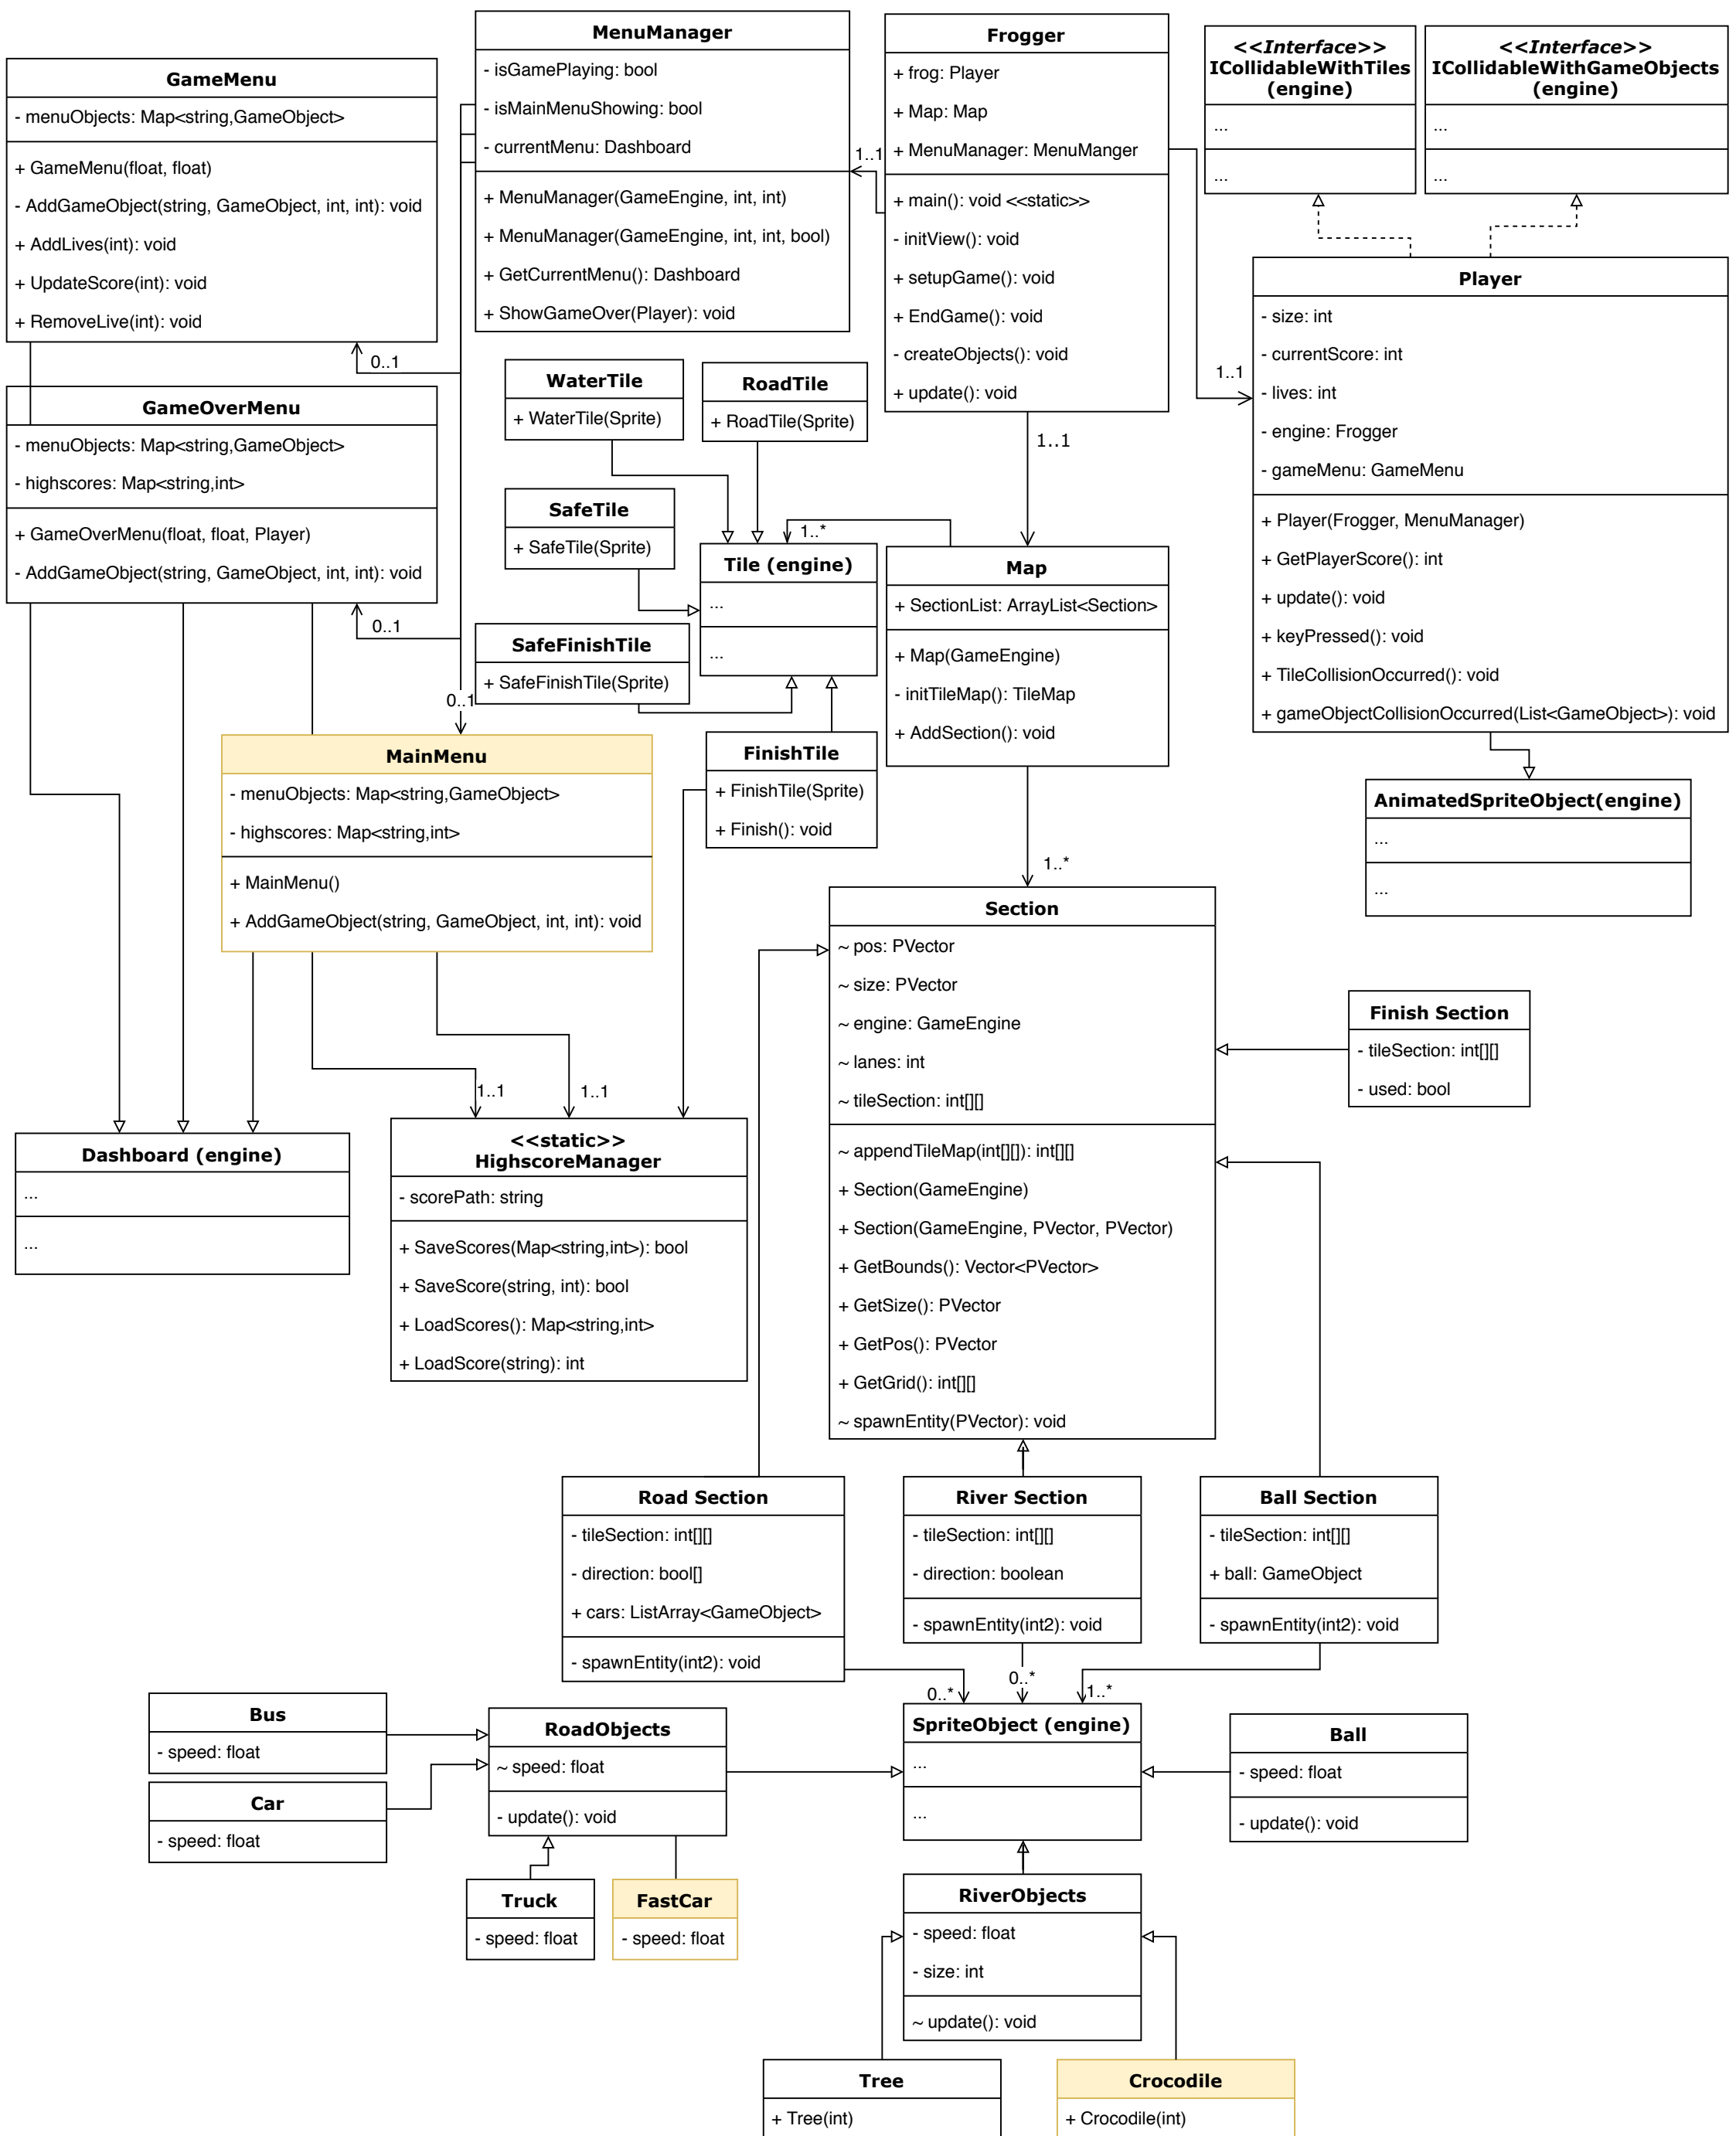 GameMenu
- menuObjects: Map<string,GameObject>
+ GameMenu(float, float)
- AddGameObject(string, GameObject, int, int): void
+ AddLives(int): void
+ UpdateScore(int): void
+ RemoveLive(int): void
MenuManager
- isGamePlaying: bool
- isMainMenuShowing: bool
- currentMenu: Dashboard
+ MenuManager(GameEngine, int, int)
+ MenuManager(GameEngine, int, int, bool)
+ GetCurrentMenu(): Dashboard
+ ShowGameOver(Player): void
1..1
Frogger
+ frog: Player
+ Map: Map
+ MenuManager: MenuManger
+ main(): void <<static>>
- initView(): void
+ setupGame(): void
+ EndGame(): void
- createObjects(): void
+ update(): void
<<Interface>>
ICollidableWithTiles
(engine)
...
...
<<Interface>>
ICollidableWithGameObjects
(engine)
...
...
1..1
Player
- size: int
- currentScore: int
- lives: int
- engine: Frogger
- gameMenu: GameMenu
+ Player(Frogger, MenuManager)
+ GetPlayerScore(): int
+ update(): void
+ keyPressed(): void
+ TileCollisionOccurred(): void
+ gameObjectCollisionOccurred(List<GameObject>): void
0..1
GameOverMenu
- menuObjects: Map<string,GameObject>
- highscores: Map<string,int>
+ GameOverMenu(float, float, Player)
- AddGameObject(string, GameObject, int, int): void
0..1
WaterTile
+ WaterTile(Sprite)
RoadTile
+ RoadTile(Sprite)
1..1
SafeTile
+ SafeTile(Sprite)
1..*
Tile (engine)
...
...
SafeFinishTile
+ SafeFinishTile(Sprite)
Map
+ SectionList: ArrayList<Section>
+ Map(GameEngine)
- initTileMap(): TileMap
+ AddSection(): void
0..1
MainMenu
- menuObjects: Map<string,GameObject>
- highscores: Map<string,int>
+ MainMenu()
+ AddGameObject(string, GameObject, int, int): void
FinishTile
+ FinishTile(Sprite)
+ Finish(): void
AnimatedSpriteObject(engine)
...
...
1..*
Section
~ pos: PVector
~ size: PVector
~ engine: GameEngine
~ lanes: int
~ tileSection: int[][]
~ appendTileMap(int[][]): int[][]
+ Section(GameEngine)
+ Section(GameEngine, PVector, PVector)
+ GetBounds(): Vector<PVector>
+ GetSize(): PVector
+ GetPos(): PVector
+ GetGrid(): int[][]
~ spawnEntity(PVector): void
Finish Section
- tileSection: int[][]
- used: bool
1..1
1..1
Dashboard (engine)
...
...
<<static>>
HighscoreManager
- scorePath: string
+ SaveScores(Map<string,int>): bool
+ SaveScore(string, int): bool
+ LoadScores(): Map<string,int>
+ LoadScore(string): int
Road Section
- tileSection: int[][]
- direction: bool[]
+ cars: ListArray<GameObject>
- spawnEntity(int2): void
River Section
- tileSection: int[][]
- direction: boolean
- spawnEntity(int2): void
Ball Section
- tileSection: int[][]
+ ball: GameObject
- spawnEntity(int2): void
0..*
0..*
1..*
Bus
- speed: float
Car
- speed: float
RoadObjects
~ speed: float
- update(): void
SpriteObject (engine)
...
...
Ball
- speed: float
- update(): void
Truck
- speed: float
FastCar
- speed: float
RiverObjects
- speed: float
- size: int
~ update(): void
Tree
+ Tree(int)
Crocodile
+ Crocodile(int)